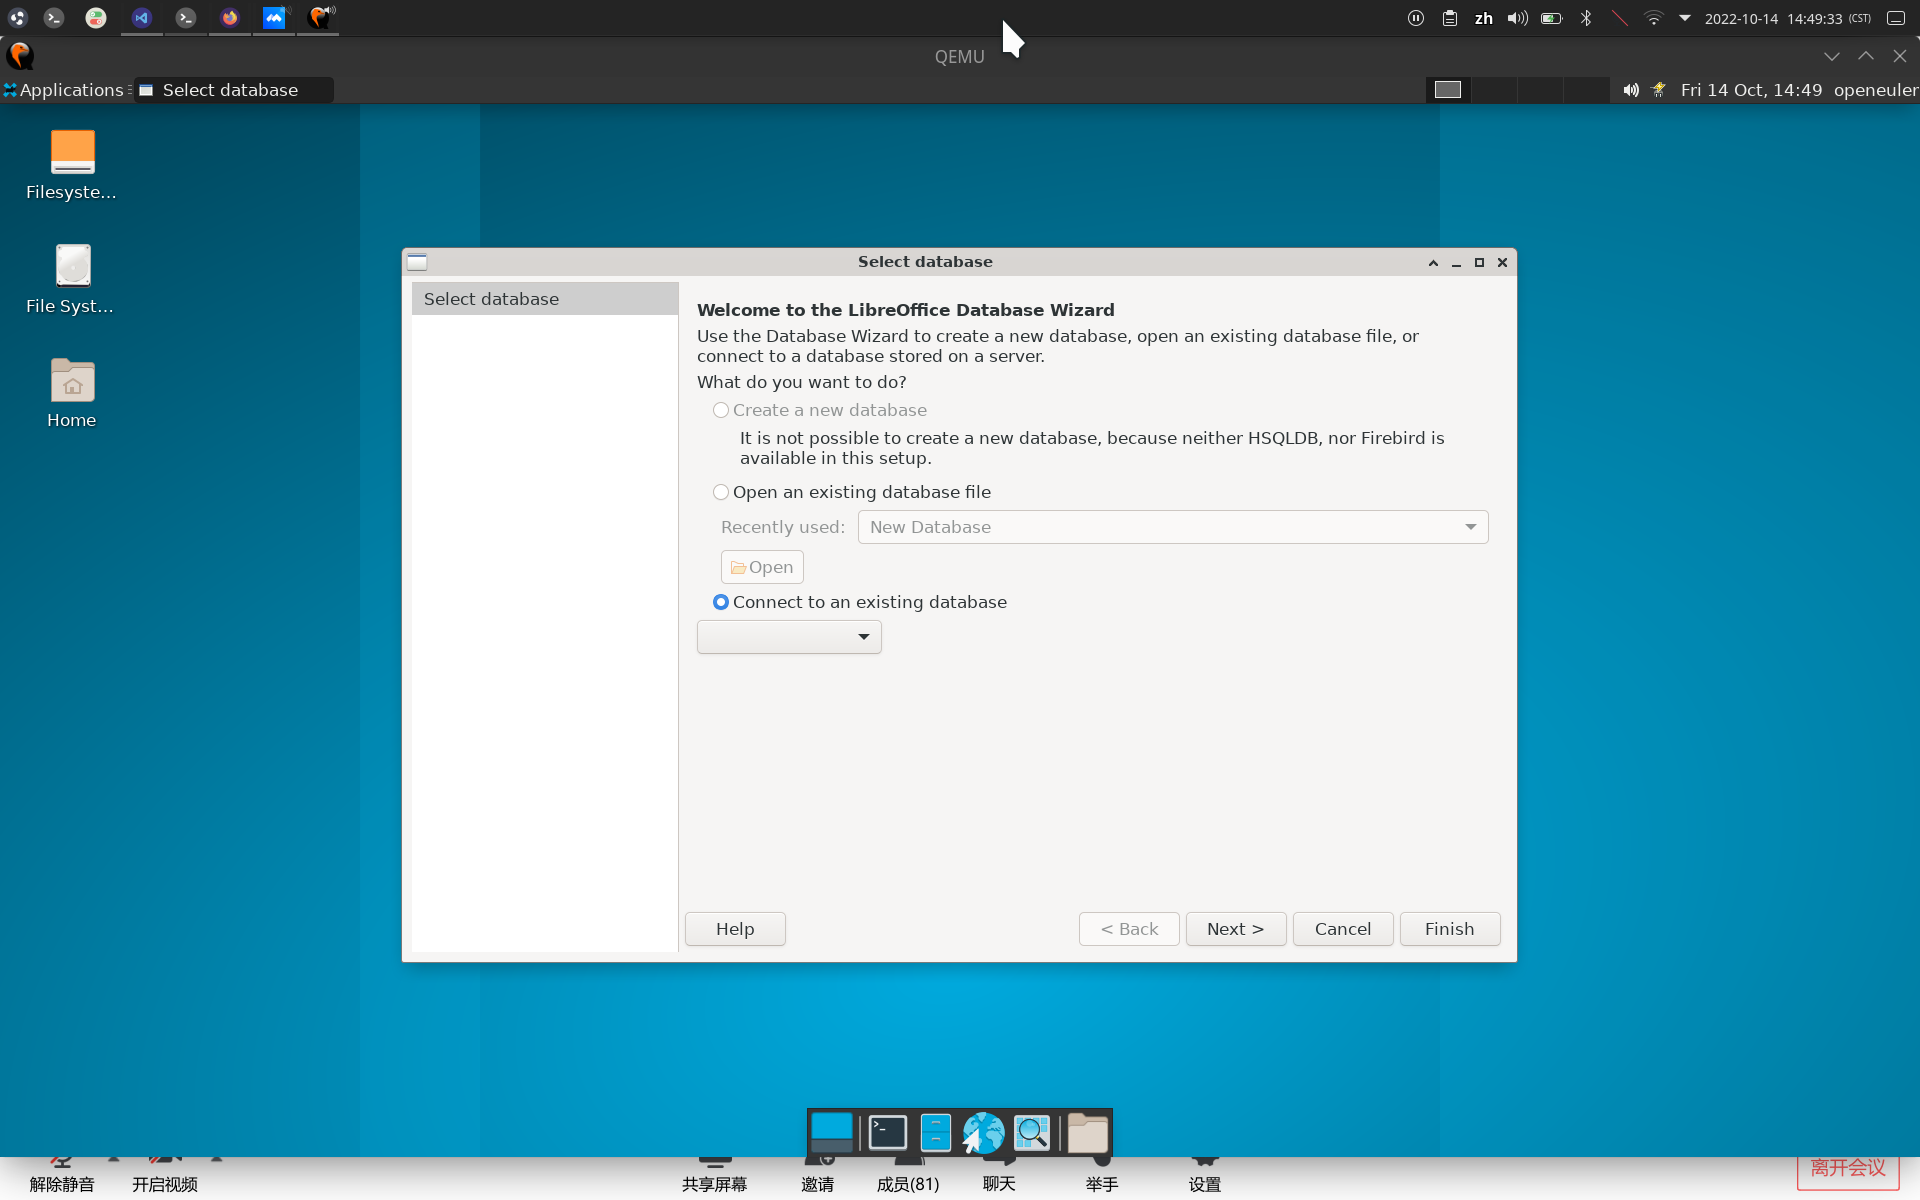 zh
2022-10-14 14:49:33 (CST)
QEMU
Applications
Select database
Fri 14 Oct, 14:49 openeuler
Filesyste...
File Syst...
Home
Select database
Select database
Welcome to the LibreOffice Database Wizard
Use the Database Wizard to create a new database, open an existing database file, or
connect to a database stored on a server.
What do you want to do?
Create a new database
It is not possible to create a new database, because neither HSQLDB, nor Firebird is
available in this setup.
Open an existing database file
Recently used: New Database
Open
Connect to an existing database
Help
< Back
Next >
Cancel
Finish
解除静音
开启视频
共享屏幕
邀请
成员(81)
聊天
举手
设置
离开会议